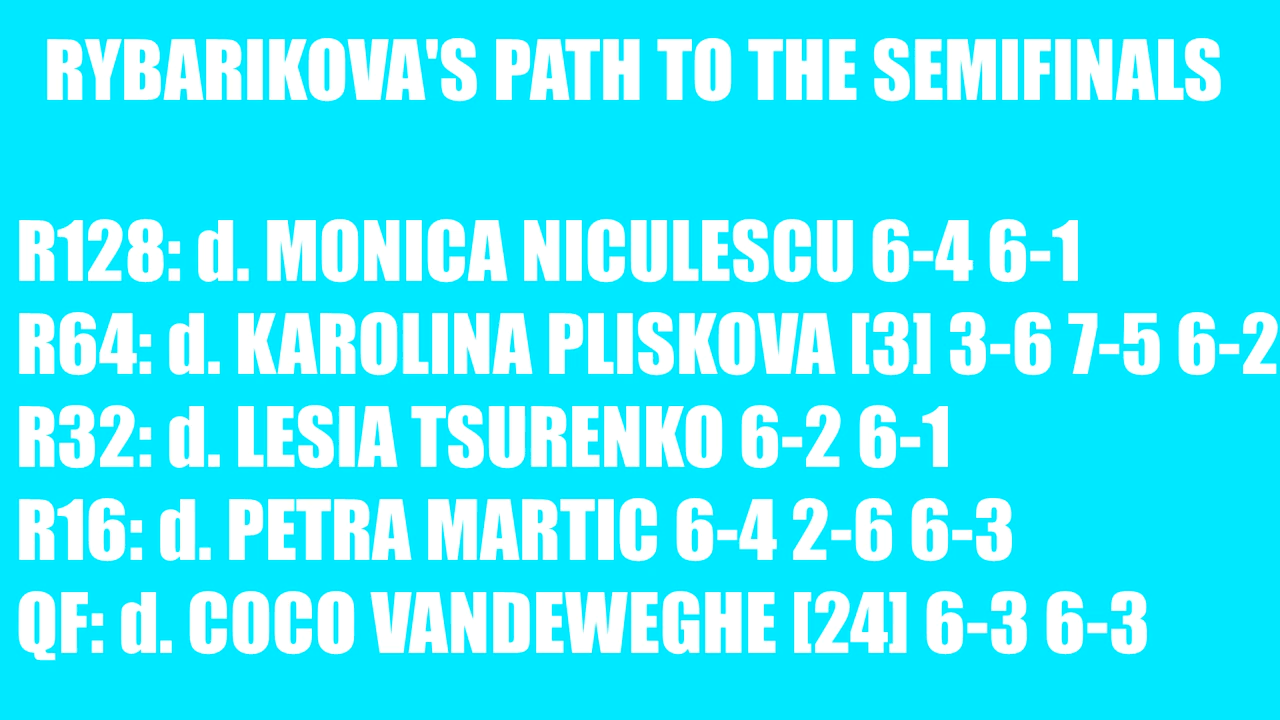 RYBARIKOVA'S PATH TO THE SEMIFINALS
R128: d. MONICA NICULESCU 6-4 6-1
R64: d. KAROLINA PLISKOVA [3] 3-6 7-5 6-2
R32: d. LESIA TSURENKO 6-2 6-1
R16: d. PETRA MARTIC 6-4 2-6 6-3
QF: d. COCO VANDEWEGHE [24] 6-3 6-3